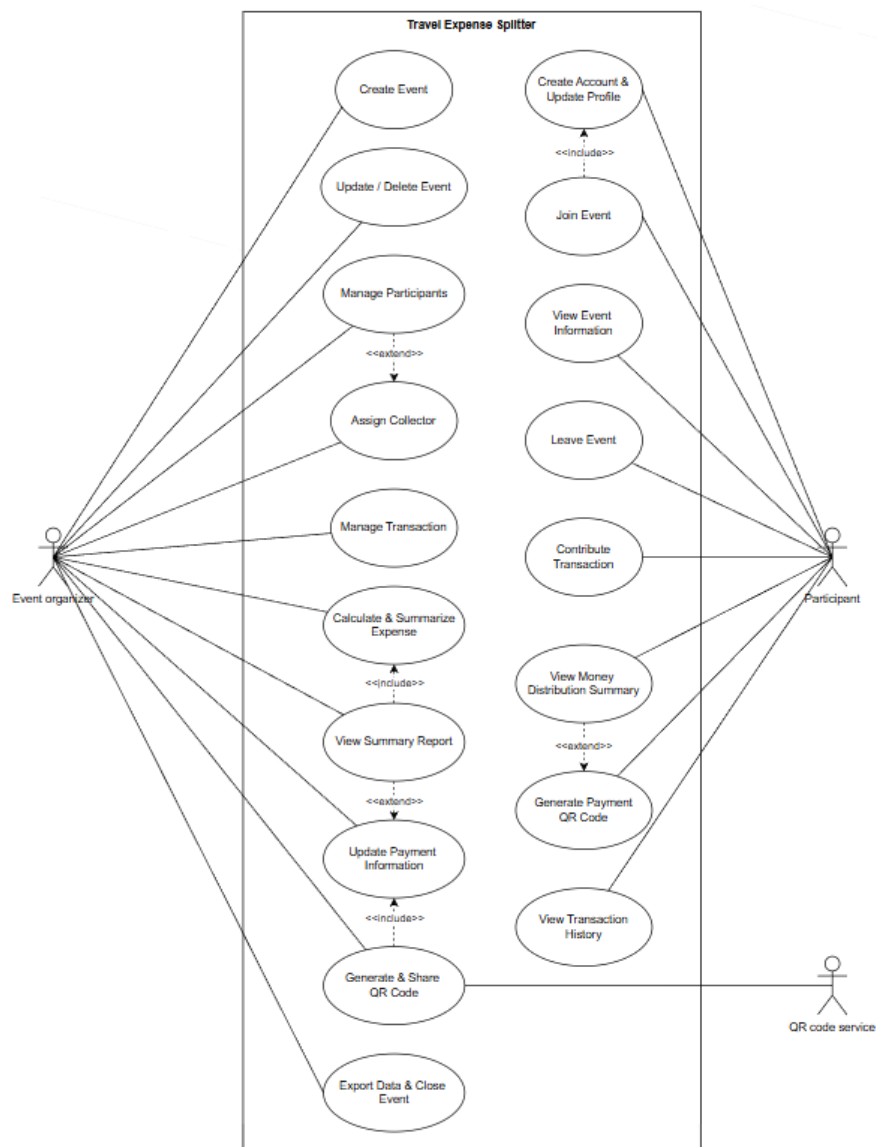 Travel Expense Splitter
Create Event
Create Account &
Update Profile
<<include>>
Update / Delete Event
Join Event
Manage Participants
View Event
Information
<<extend>>
Assign Collector
Leave Event
Manage Transaction
Contribute
Transaction
Event organizer
Participant
Calculate & Summarize
Expense
<<include>>
View Money
Distribution Summary
View Summary Report
<<extend>>
<<extend>>
Generate Payment
QR Code
Update Payment
Information
<<include>>
View Transaction
History
Generate & Share
QR Code
QR code service
Export Data & Close
Event